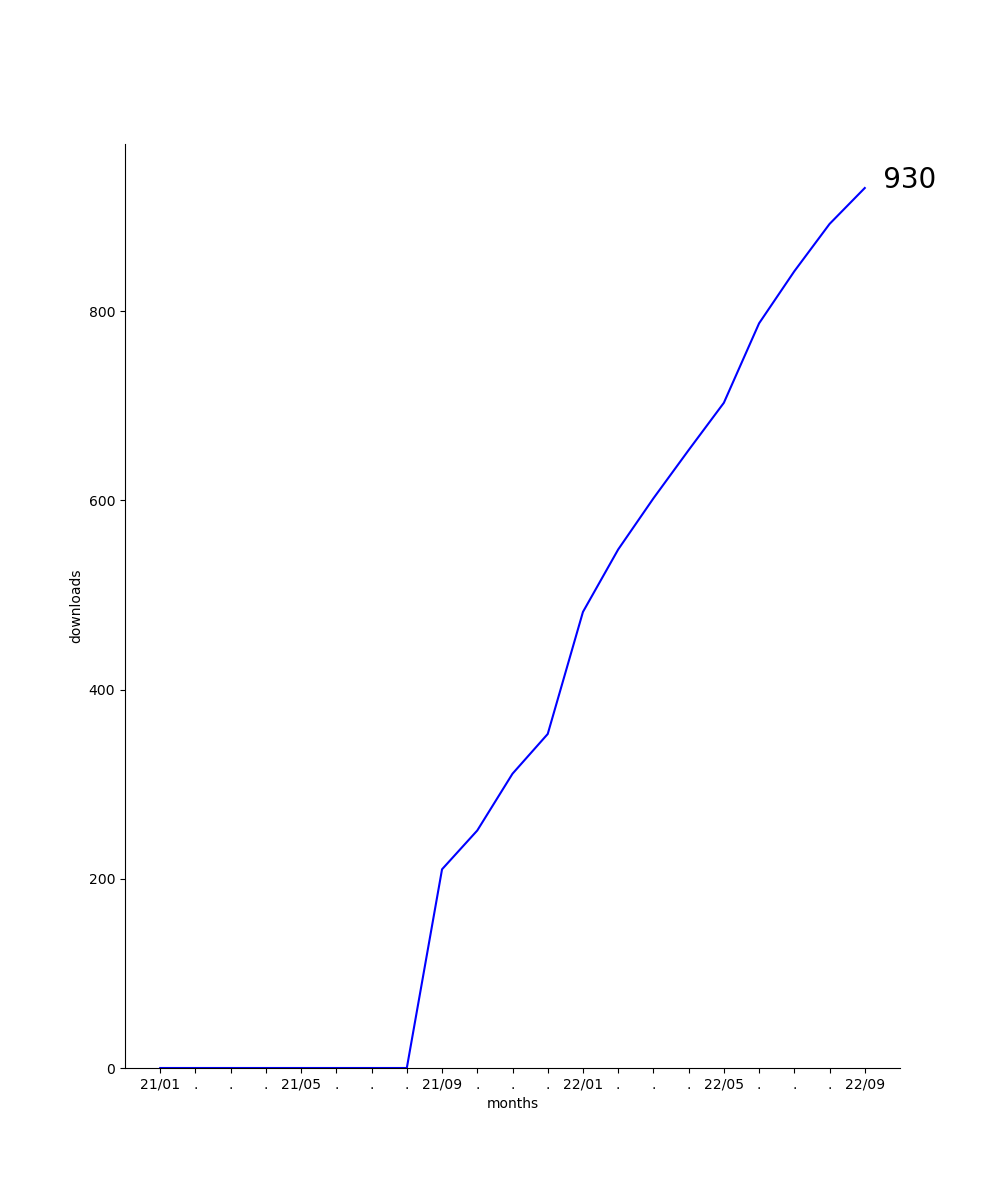 930
800
600
downloads
400
200
0
21/01 . . . 21/05 . . . 21/09 . . . 22/01 . . . 22/05 . . . 22/09
months